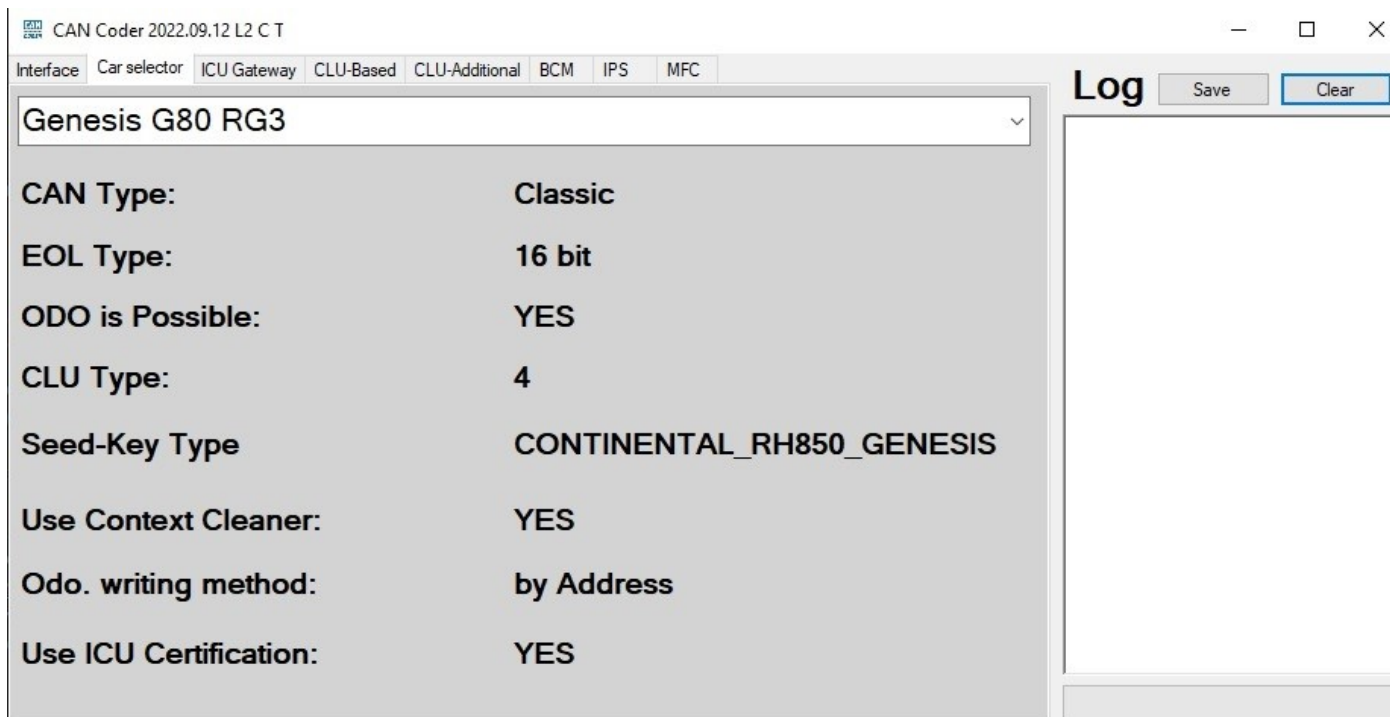 CAN Coder 2022.09.12 L2 C T
Interface Car selector ICU Gateway CLU-Based CLU-Additional BCM IPS MFC
Log Save Clear
Genesis G80 RG3
CAN Type: Classic
EOL Type: 16 bit
ODO is Possible: YES
CLU Type: 4
Seed-Key Type CONTINENTAL_RH850_GENESIS
Use Context Cleaner: YES
Odo. writing method: by Address
Use ICU Certification: YES